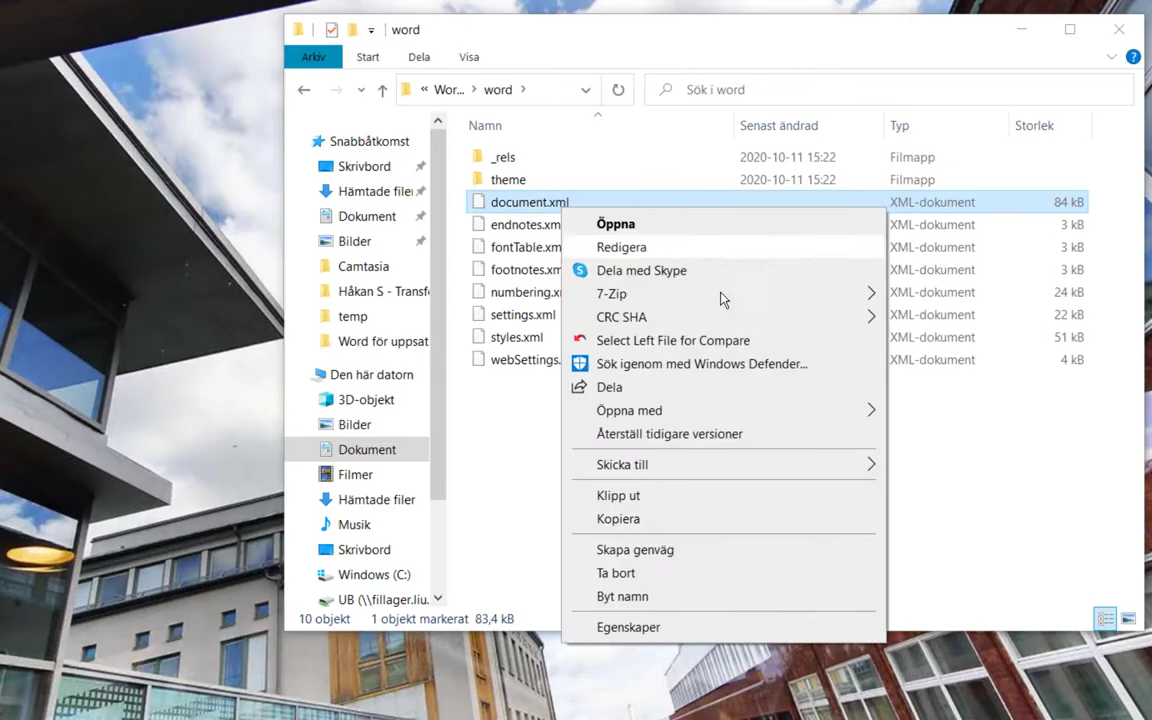 word
Arkiv Start Dela Visa
« Wor... word Sök i word
Namn Senast ändrad Typ Storlek
Snabbåtkomst
Skrivbord
Hämtade filer
Dokument
Bilder
Camtasia
Håkan S - Transfe
temp
Word för uppsat
Den här datorn
3D-objekt
Bilder
Dokument
Filmer
Hämtade filer
Musik
Skrivbord
Windows (C:)
UB (\\fillager.liu.
_rels 2020-10-11 15:22 Filmapp
theme 2020-10-11 15:22 Filmapp
document.xml XML-dokument 84 kB
endnotes.xm XML-dokument 3 kB
fontTable.xm XML-dokument 3 kB
footnotes.xm XML-dokument 3 kB
numbering.x XML-dokument 24 kB
settings.xml XML-dokument 22 kB
styles.xml XML-dokument 51 kB
webSettings. XML-dokument 4 kB
Öppna
Redigera
Dela med Skype
7-Zip
CRC SHA
Select Left File for Compare
Sök igenom med Windows Defender...
Dela
Öppna med
Återställ tidigare versioner
Skicka till
Klipp ut
Kopiera
Skapa genväg
Ta bort
Byt namn
Egenskaper
10 objekt 1 objekt markerat 83,4 kB